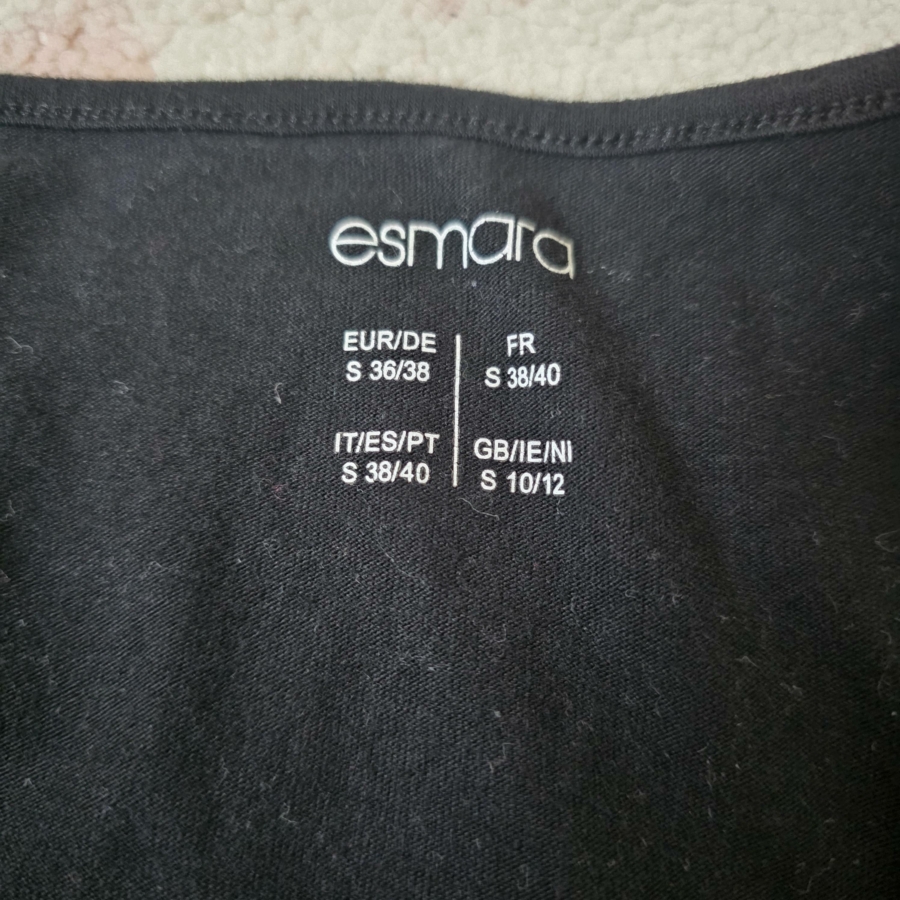 esmara
EUR/DE
S 36/38
FR
S 38/40
IT/ES/PT
S 38/40
GB/IE/NI
S 10/12